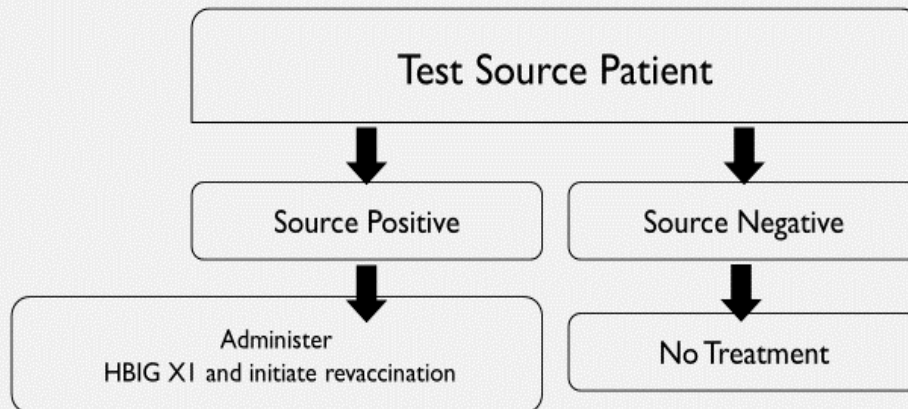 Test Source Patient
Source Positive
Source Negative
Administer
HBIG X1 and initiate revaccination
No Treatment